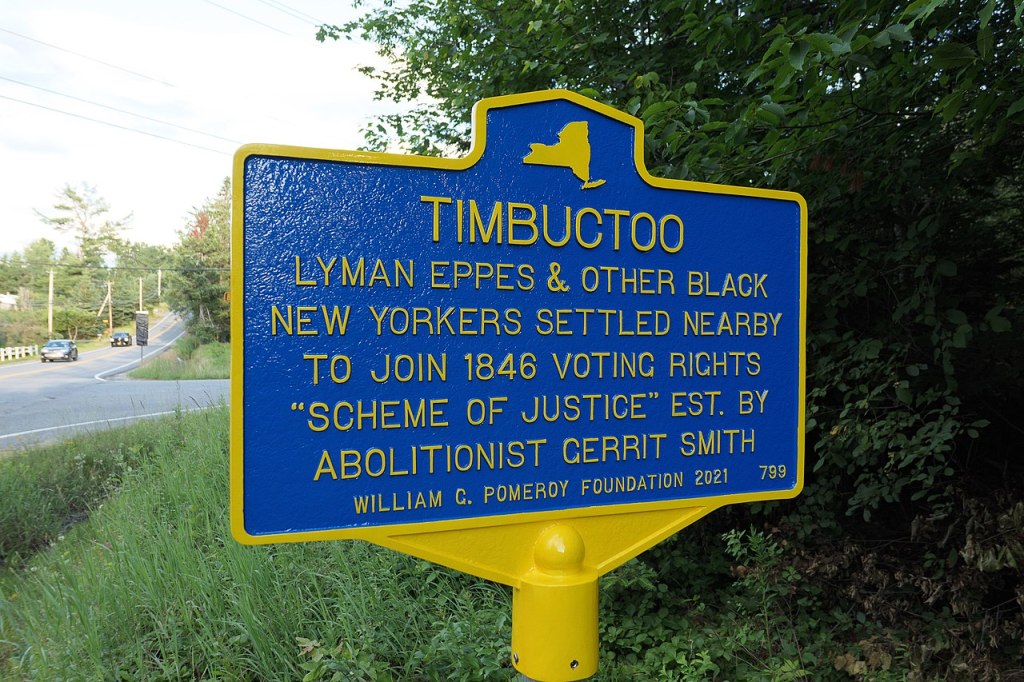 TIMBUCTOO
LYMAN EPPES & OTHER BLACK
NEW YORKERS SETTLED NEARBY
TO JOIN 1846 VOTING RIGHTS
"SCHEME OF JUSTICE" EST. BY
ABOLITIONIST GERRIT SMITH
WILLIAM G. POMEROY FOUNDATION 2021 799